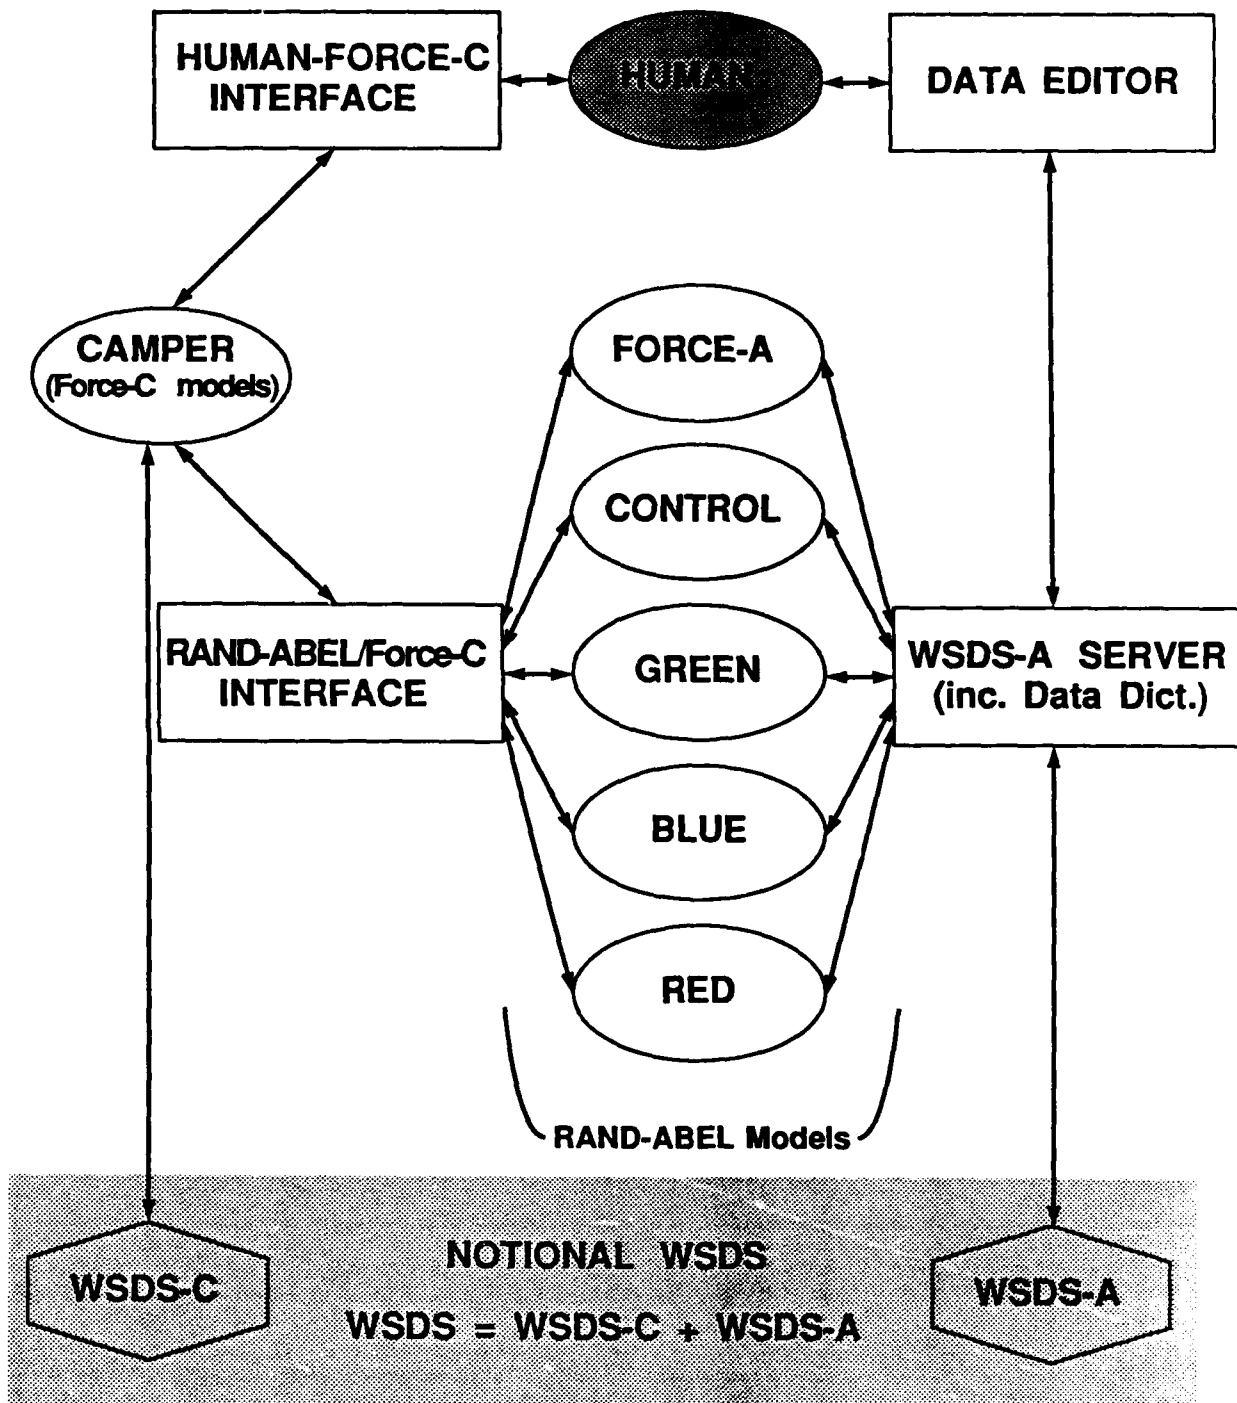 HUMAN-FORCE-C
INTERFACE
HUMAN
DATA EDITOR
CAMPER
(Force-C models)
FORCE-A
CONTROL
RAND-ABEL/Force-C
INTERFACE
GREEN
WSDS-A SERVER
(inc. Data Dict.)
BLUE
RED
RAND-ABEL Models
NOTIONAL WSDS
WSDS-C
WSDS = WSDS-C + WSDS-A
WSDS-A